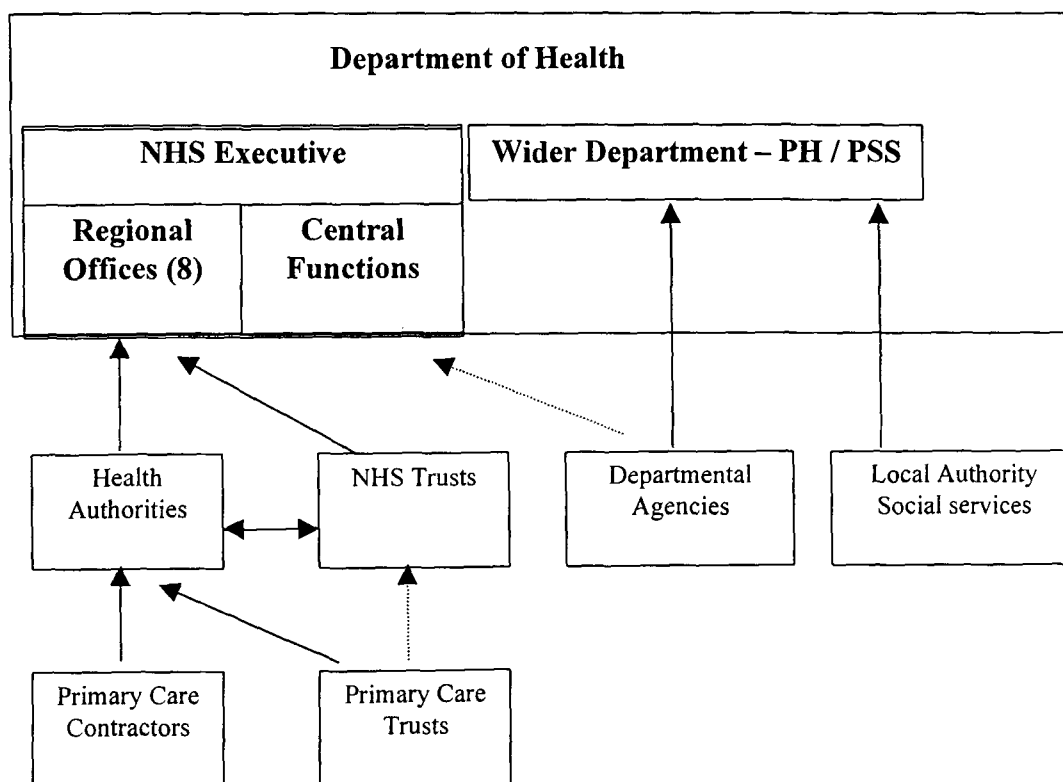 Department of Health
NHS Executive
Wider Department – PH / PSS
Regional
Offices (8)
Central
Functions
Health
Authorities
NHS Trusts
Departmental
Agencies
Local Authority
Social services
Primary Care
Contractors
Primary Care
Trusts